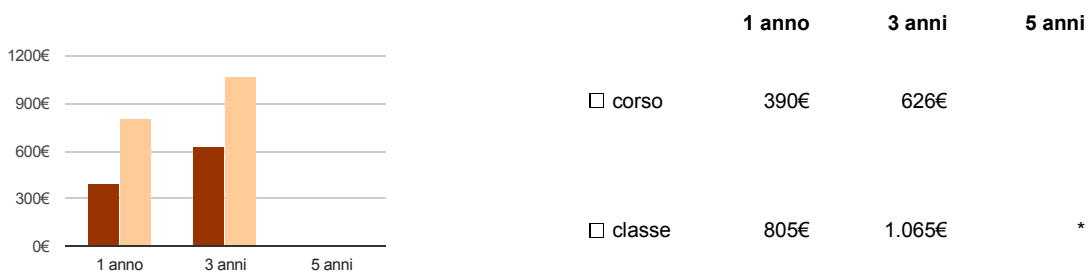 1200€
900€
600€
300€
0€
1 anno 3 anni 5 anni
1 anno 3 anni 5 anni
corso 390€ 626€
classe 805€ 1.065€ *